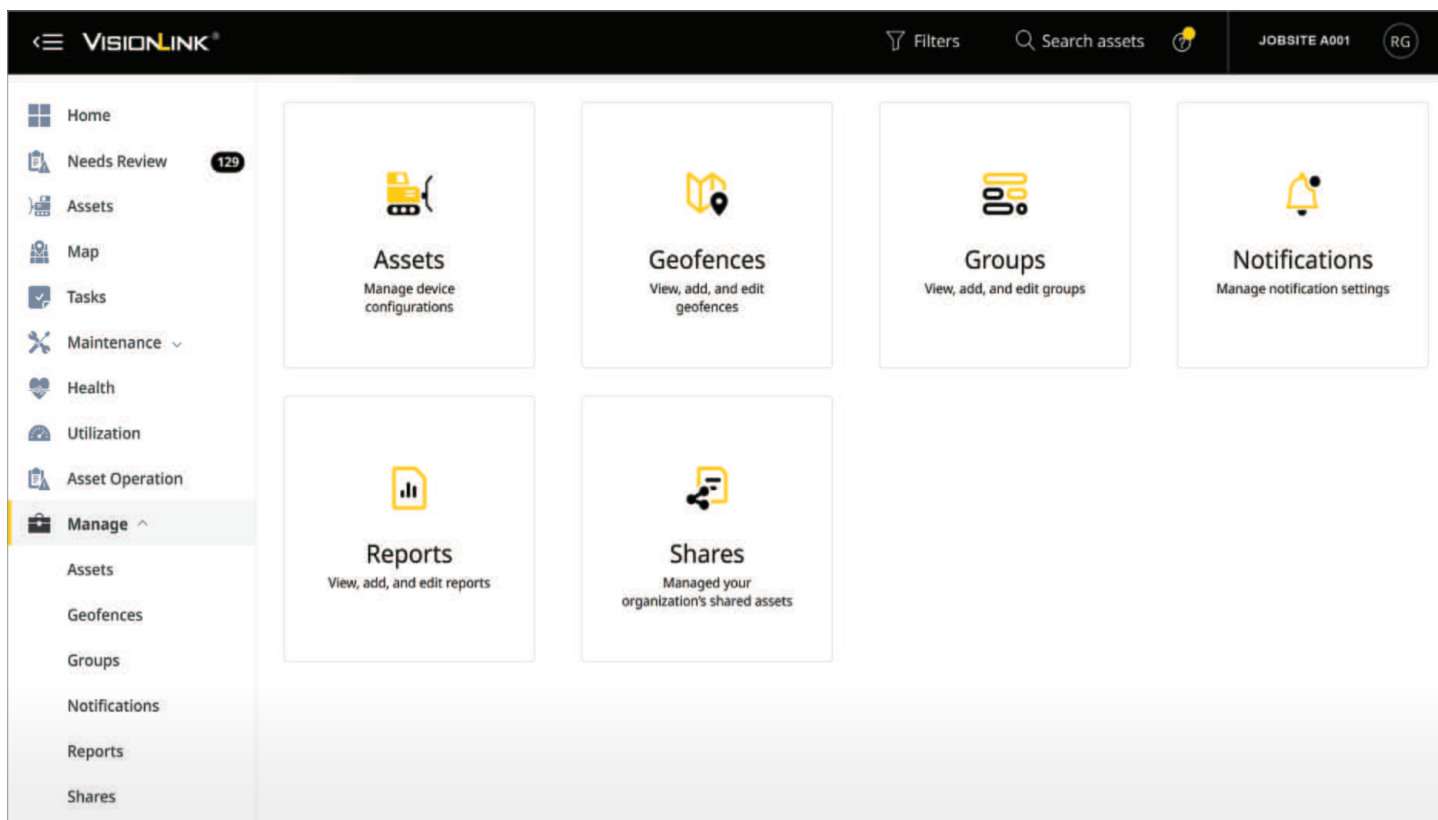 VISIONLINK®
Filters
Search assets
JOBSITE A001
RG
Home
Needs Review 129
Assets
Map
Tasks
Maintenance
Health
Utilization
Asset Operation
Manage
Assets
Geofences
Groups
Notifications
Reports
Shares
Assets
Manage device
configurations
Geofences
View, add, and edit
geofences
Groups
View, add, and edit groups
Notifications
Manage notification settings
Reports
View, add, and edit reports
Shares
Managed your
organization's shared assets